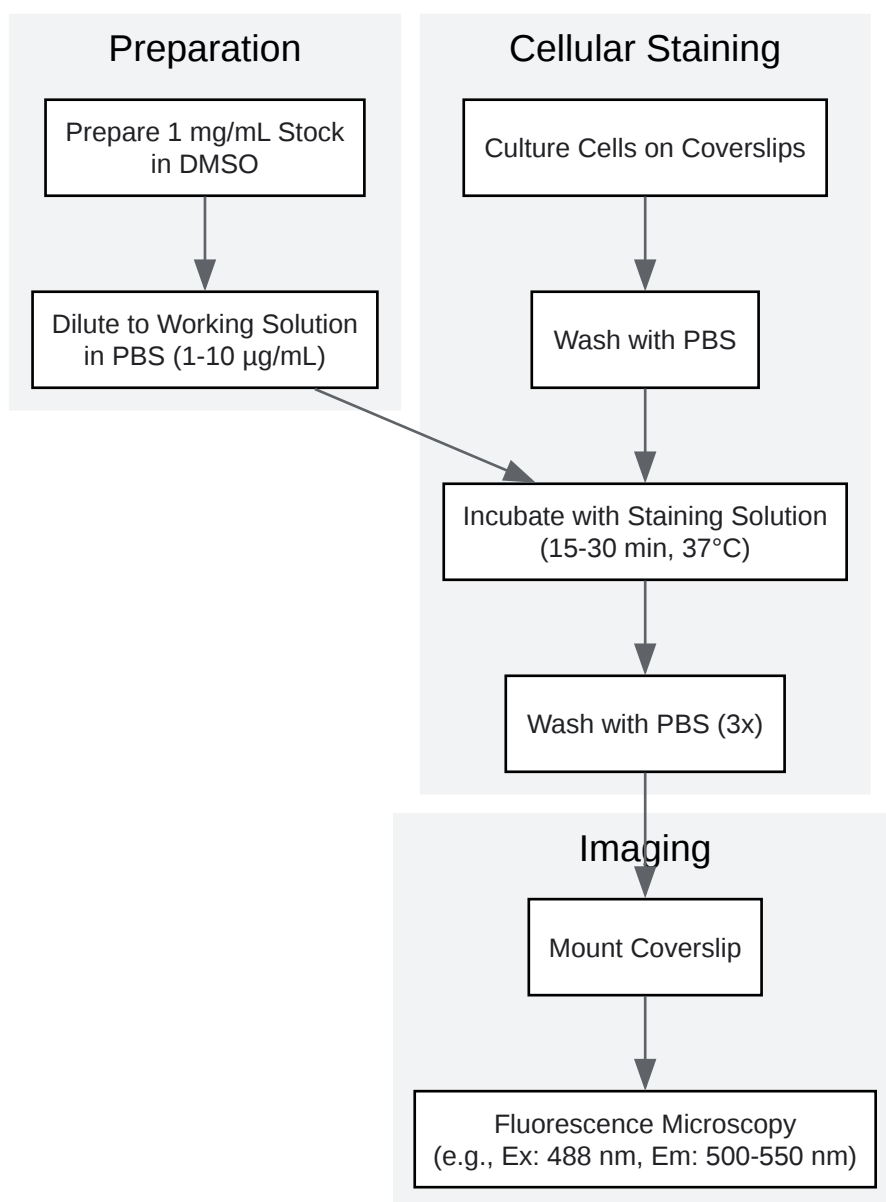 Preparation
Prepare 1 mg/mL Stock
in DMSO
Dilute to Working Solution
in PBS (1-10 µg/mL)
Cellular Staining
Culture Cells on Coverslips
Wash with PBS
Incubate with Staining Solution
(15-30 min, 37°C)
Wash with PBS (3x)
Imaging
Mount Coverslip
Fluorescence Microscopy
(e.g., Ex: 488 nm, Em: 500-550 nm)